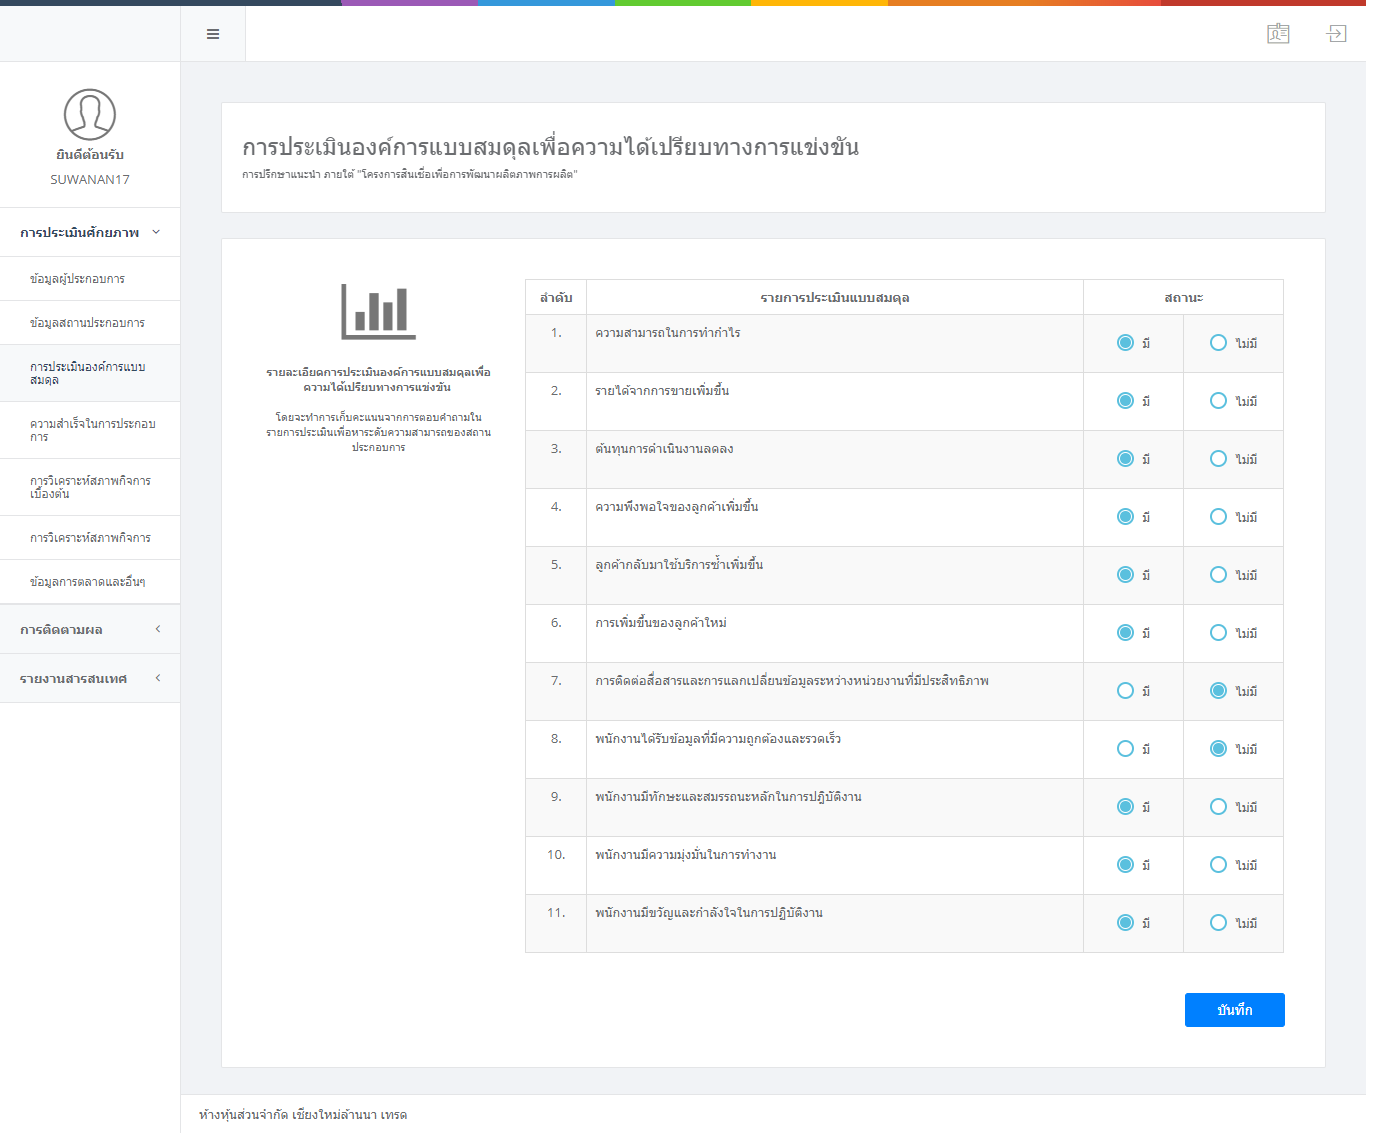 ยินดีต้อนรับ
SUWANAN17
การประเมินศักยภาพ
ข้อมูลผู้ประกอบการ
ข้อมูลสถานประกอบการ
การประเมินองค์การแบบ
สมดุล
ความสำเร็จในการประกอบ
การ
การวิเคราะห์สภาพกิจการ
เบื้องต้น
การวิเคราะห์สภาพกิจการ
ข้อมูลการตลาดและอื่นๆ
การติดตามผล
รายงานสารสนเทศ
การประเมินองค์การแบบสมดุลเพื่อความได้เปรียบทางการแข่งขัน
การปรึกษาแนะนำ ภายใต้ "โครงการสินเชื่อเพื่อการพัฒนาผลิตภาพการผลิต"
รายละเอียดการประเมินองค์การแบบสมดุลเพื่อ
ความได้เปรียบทางการแข่งขัน
โดยจะทำการเก็บคะแนนจากการตอบคำถามใน
รายการประเมินเพื่อหาระดับความสามารถของสถาน
ประกอบการ
ลำดับ รายการประเมินแบบสมดุล สถานะ
1. ความสามารถในการทำกำไร มี ไม่มี
2. รายได้จากการขายเพิ่มขึ้น มี ไม่มี
3. ต้นทุนการดำเนินงานลดลง มี ไม่มี
4. ความพึงพอใจของลูกค้าเพิ่มขึ้น มี ไม่มี
5. ลูกค้ากลับมาใช้บริการซ้ำเพิ่มขึ้น มี ไม่มี
6. การเพิ่มขึ้นของลูกค้าใหม่ มี ไม่มี
7. การติดต่อสื่อสารและการแลกเปลี่ยนข้อมูลระหว่างหน่วยงานที่มีประสิทธิภาพ มี ไม่มี
8. พนักงานได้รับข้อมูลที่มีความถูกต้องและรวดเร็ว มี ไม่มี
9. พนักงานมีทักษะและสมรรถนะหลักในการปฎิบัติงาน มี ไม่มี
10. พนักงานมีความมุ่งมั่นในการทำงาน มี ไม่มี
11. พนักงานมีขวัญและกำลังใจในการปฏิบัติงาน มี ไม่มี
บันทึก
ห้างหุ้นส่วนจำกัด เชียงใหม่ล้านนา เทรด